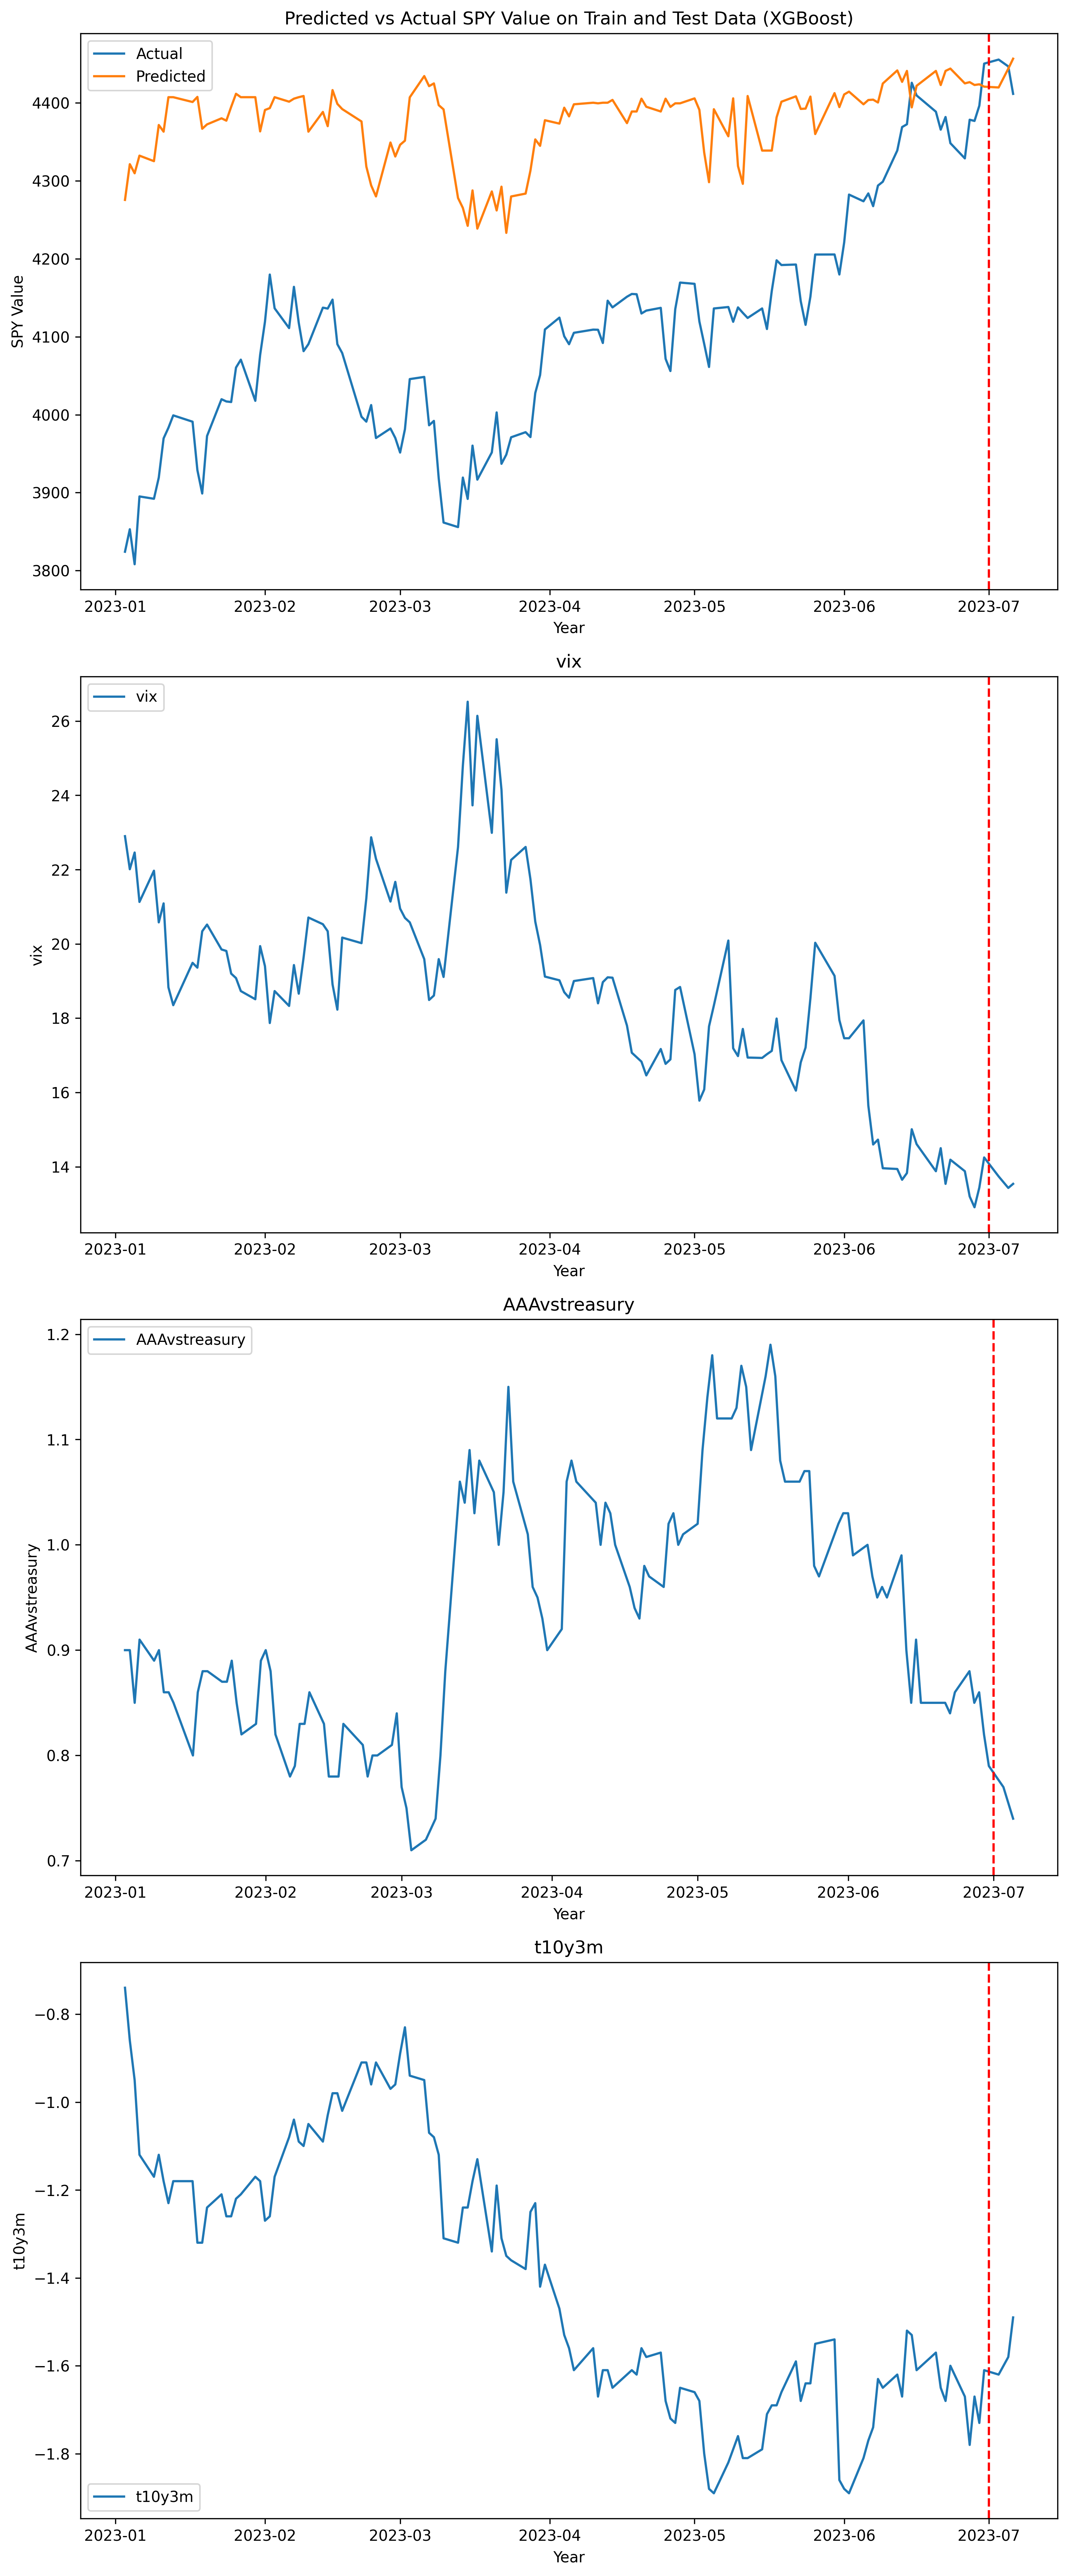 Predicted vs Actual SPY Value on Train and Test Data (XGBoost)
Actual
Predicted
SPY Value
4400
4300
4200
4100
4000
3900
3800
2023-01 2023-02 2023-03 2023-04 2023-05 2023-06 2023-07
Year
vix
vix
vix
26
24
22
20
18
16
14
2023-01 2023-02 2023-03 2023-04 2023-05 2023-06 2023-07
Year
AAAvstreasury
AAAvstreasury
AAAvstreasury
1.2
1.1
1.0
0.9
0.8
0.7
2023-01 2023-02 2023-03 2023-04 2023-05 2023-06 2023-07
Year
t10y3m
t10y3m
−0.8
−1.0
−1.2
−1.4
−1.6
−1.8
t10y3m
2023-01 2023-02 2023-03 2023-04 2023-05 2023-06 2023-07
Year